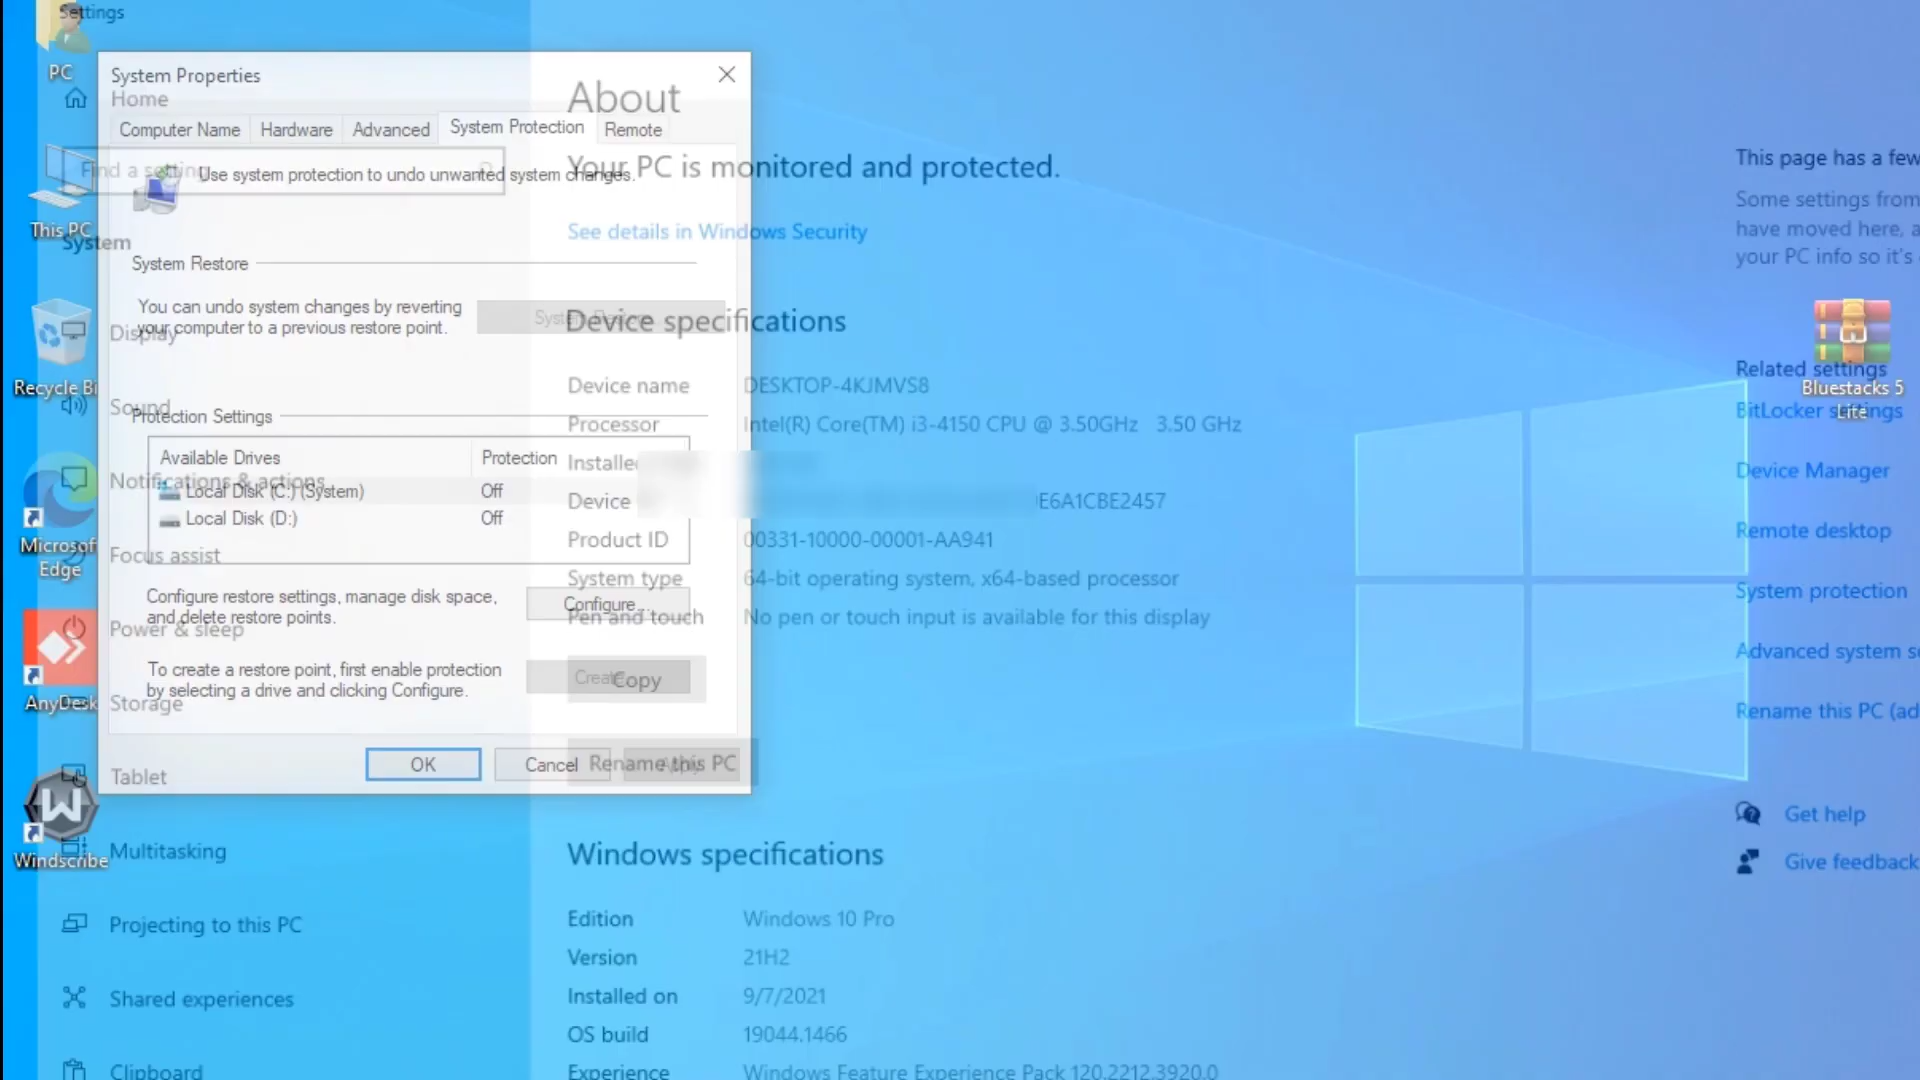 Settings
PC
Home
This PC
System
Find a setting
Recycle Bi
Display
Sound
Notifications & actions
Microsof
Edge
Focus assist
Power & sleep
AnyDesk
Storage
Tablet
Windscribe
Multitasking
Projecting to this PC
Shared experiences
Clipboard
System Properties
Computer Name
Hardware
Advanced
System Protection
Remote
Use system protection to undo unwanted system changes.
System Restore
You can undo system changes by reverting
your computer to a previous restore point.
System Restore
Protection Settings
Available Drives Protection
Local Disk (C:) (System) Off
Local Disk (D:) Off
Configure restore settings, manage disk space,
and delete restore points.
Configure...
To create a restore point, first enable protection
by selecting a drive and clicking Configure.
Create
OK
Cancel
Apply
About
Your PC is monitored and protected.
See details in Windows Security
Device specifications
Device name DESKTOP-4KJMVS8
Processor Intel(R) Core(TM) i3-4150 CPU @ 3.50GHz 3.50 GHz
Installed
Device E6A1CBE2457
Product ID 00331-10000-00001-AA941
System type 64-bit operating system, x64-based processor
Pen and touch No pen or touch input is available for this display
Copy
Rename this PC
Windows specifications
Edition Windows 10 Pro
Version 21H2
Installed on 9/7/2021
OS build 19044.1466
Experience Windows Feature Experience Pack 120.2212.3920.0
This page has a few
Some settings from
have moved here, a
your PC info so it's
Related settings
Bluestacks 5
Lite
BitLocker settings
Device Manager
Remote desktop
System protection
Advanced system se
Rename this PC (ad
Get help
Give feedback